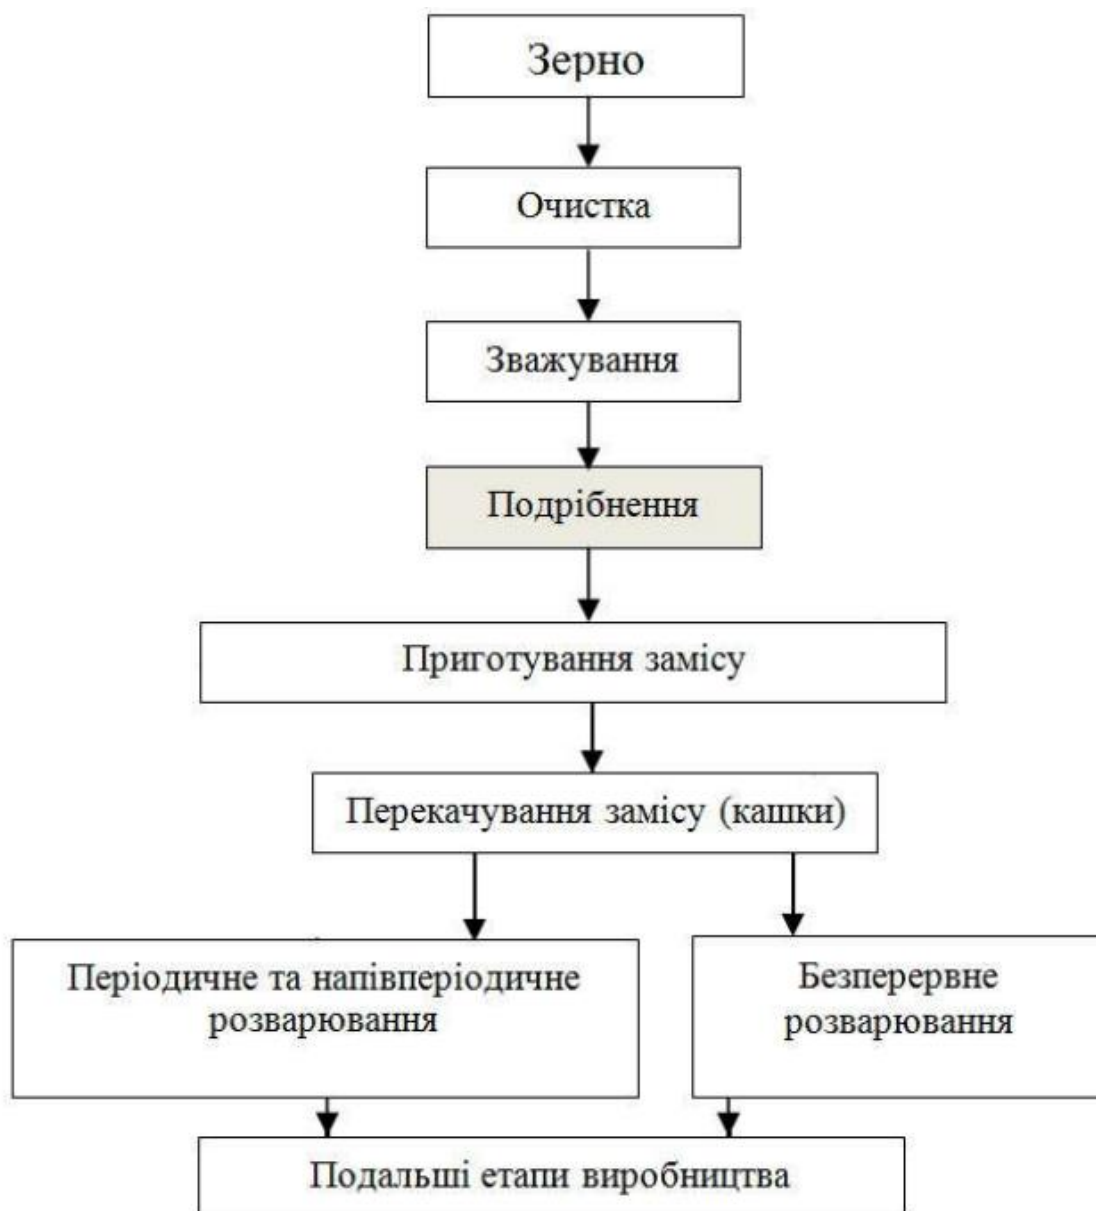 Зерно
Очистка
Зважування
Подрібнення
Приготування замісу
Перекачування замісу (кашки)
Періодичне та напівперіодичне
розварювання
Безперервне
розварювання
Подальші етапи виробництва